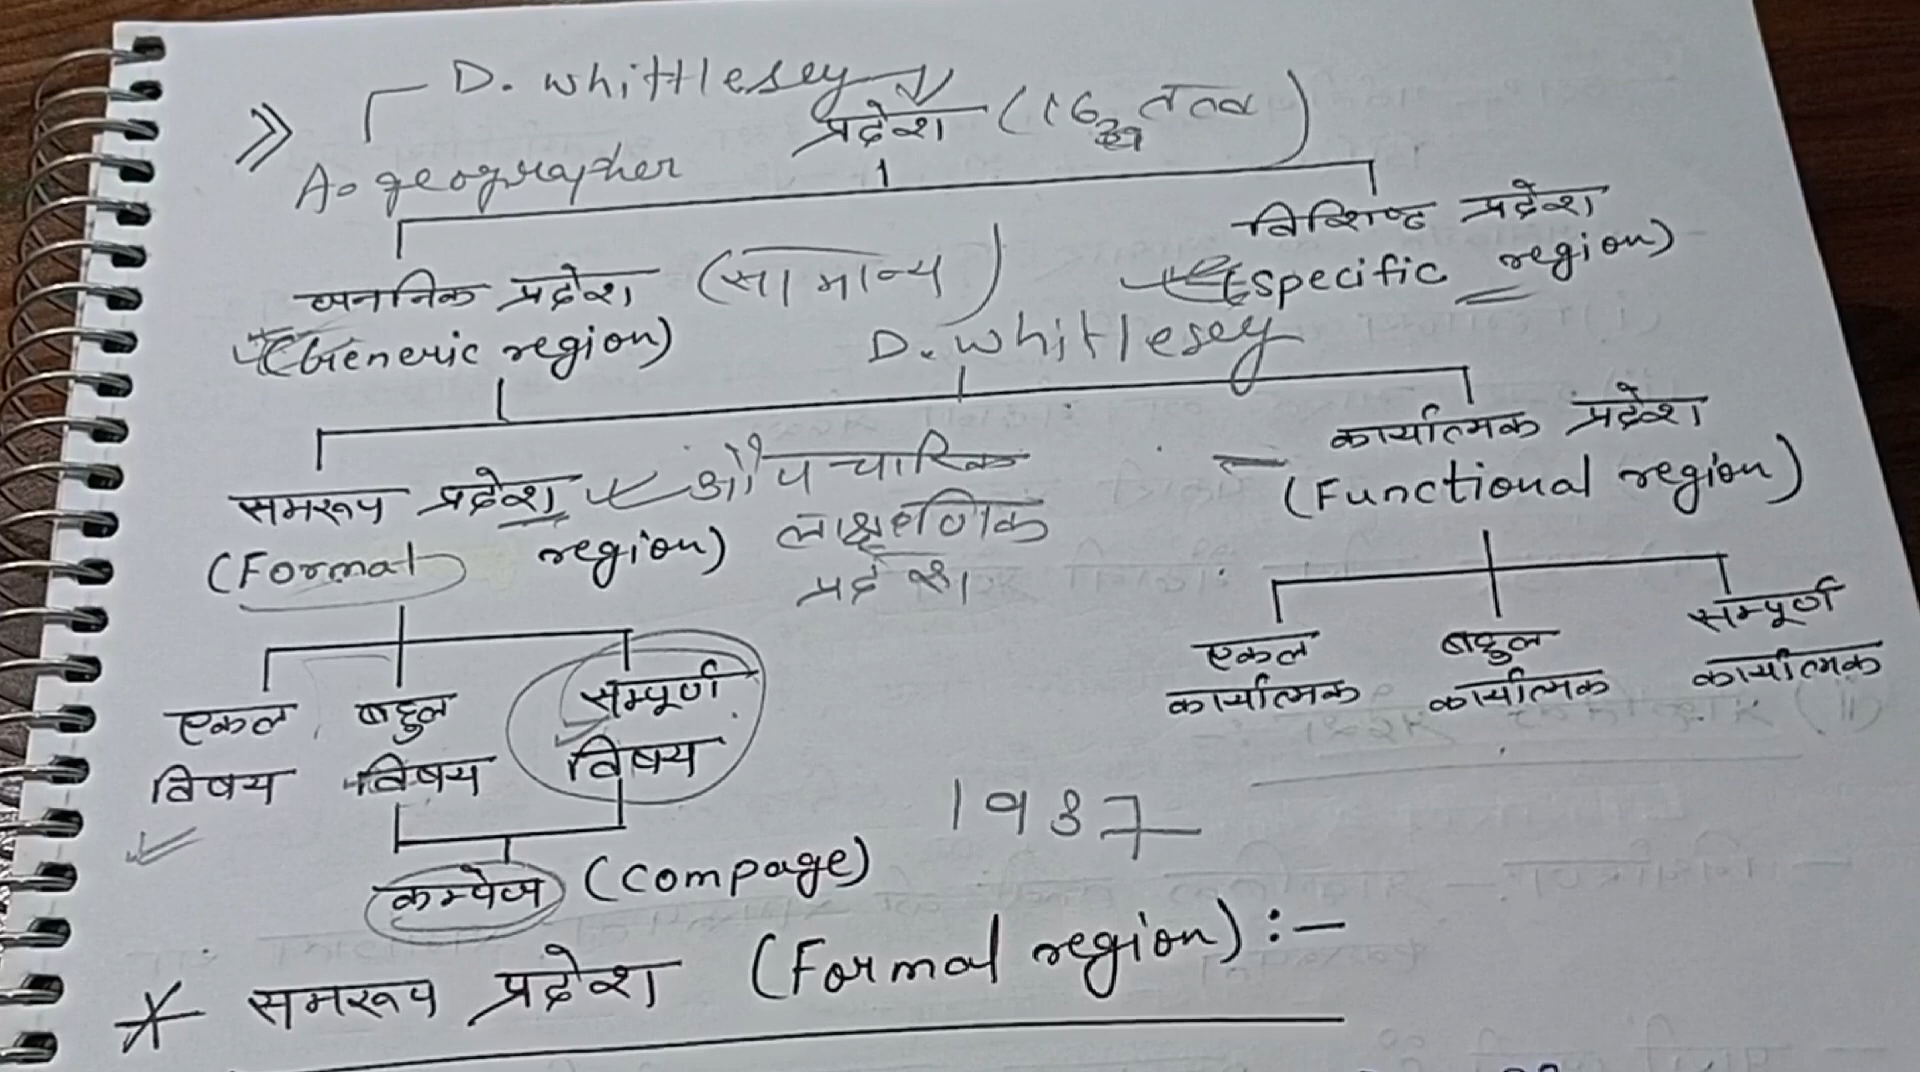 D. Whittlesey
प्रदेश (16 तत्व)
A. geographer
विशिष्ट प्रदेश
(specific region)
जननिक प्रदेश (सामान्य)
(Generic region)
D. Whittlesey
कार्यात्मक प्रदेश
(Functional region)
समरूप प्रदेश औपचारिक
(Formal region) लाक्षणिक
प्रदेश
एकल बहुल सम्पूर्ण
विषय विषय विषय
एकल बहुल सम्पूर्ण
कार्यात्मक कार्यात्मक कार्यात्मक
1937
कम्पेज (Compage)
* समरूप प्रदेश (Formal region) :-